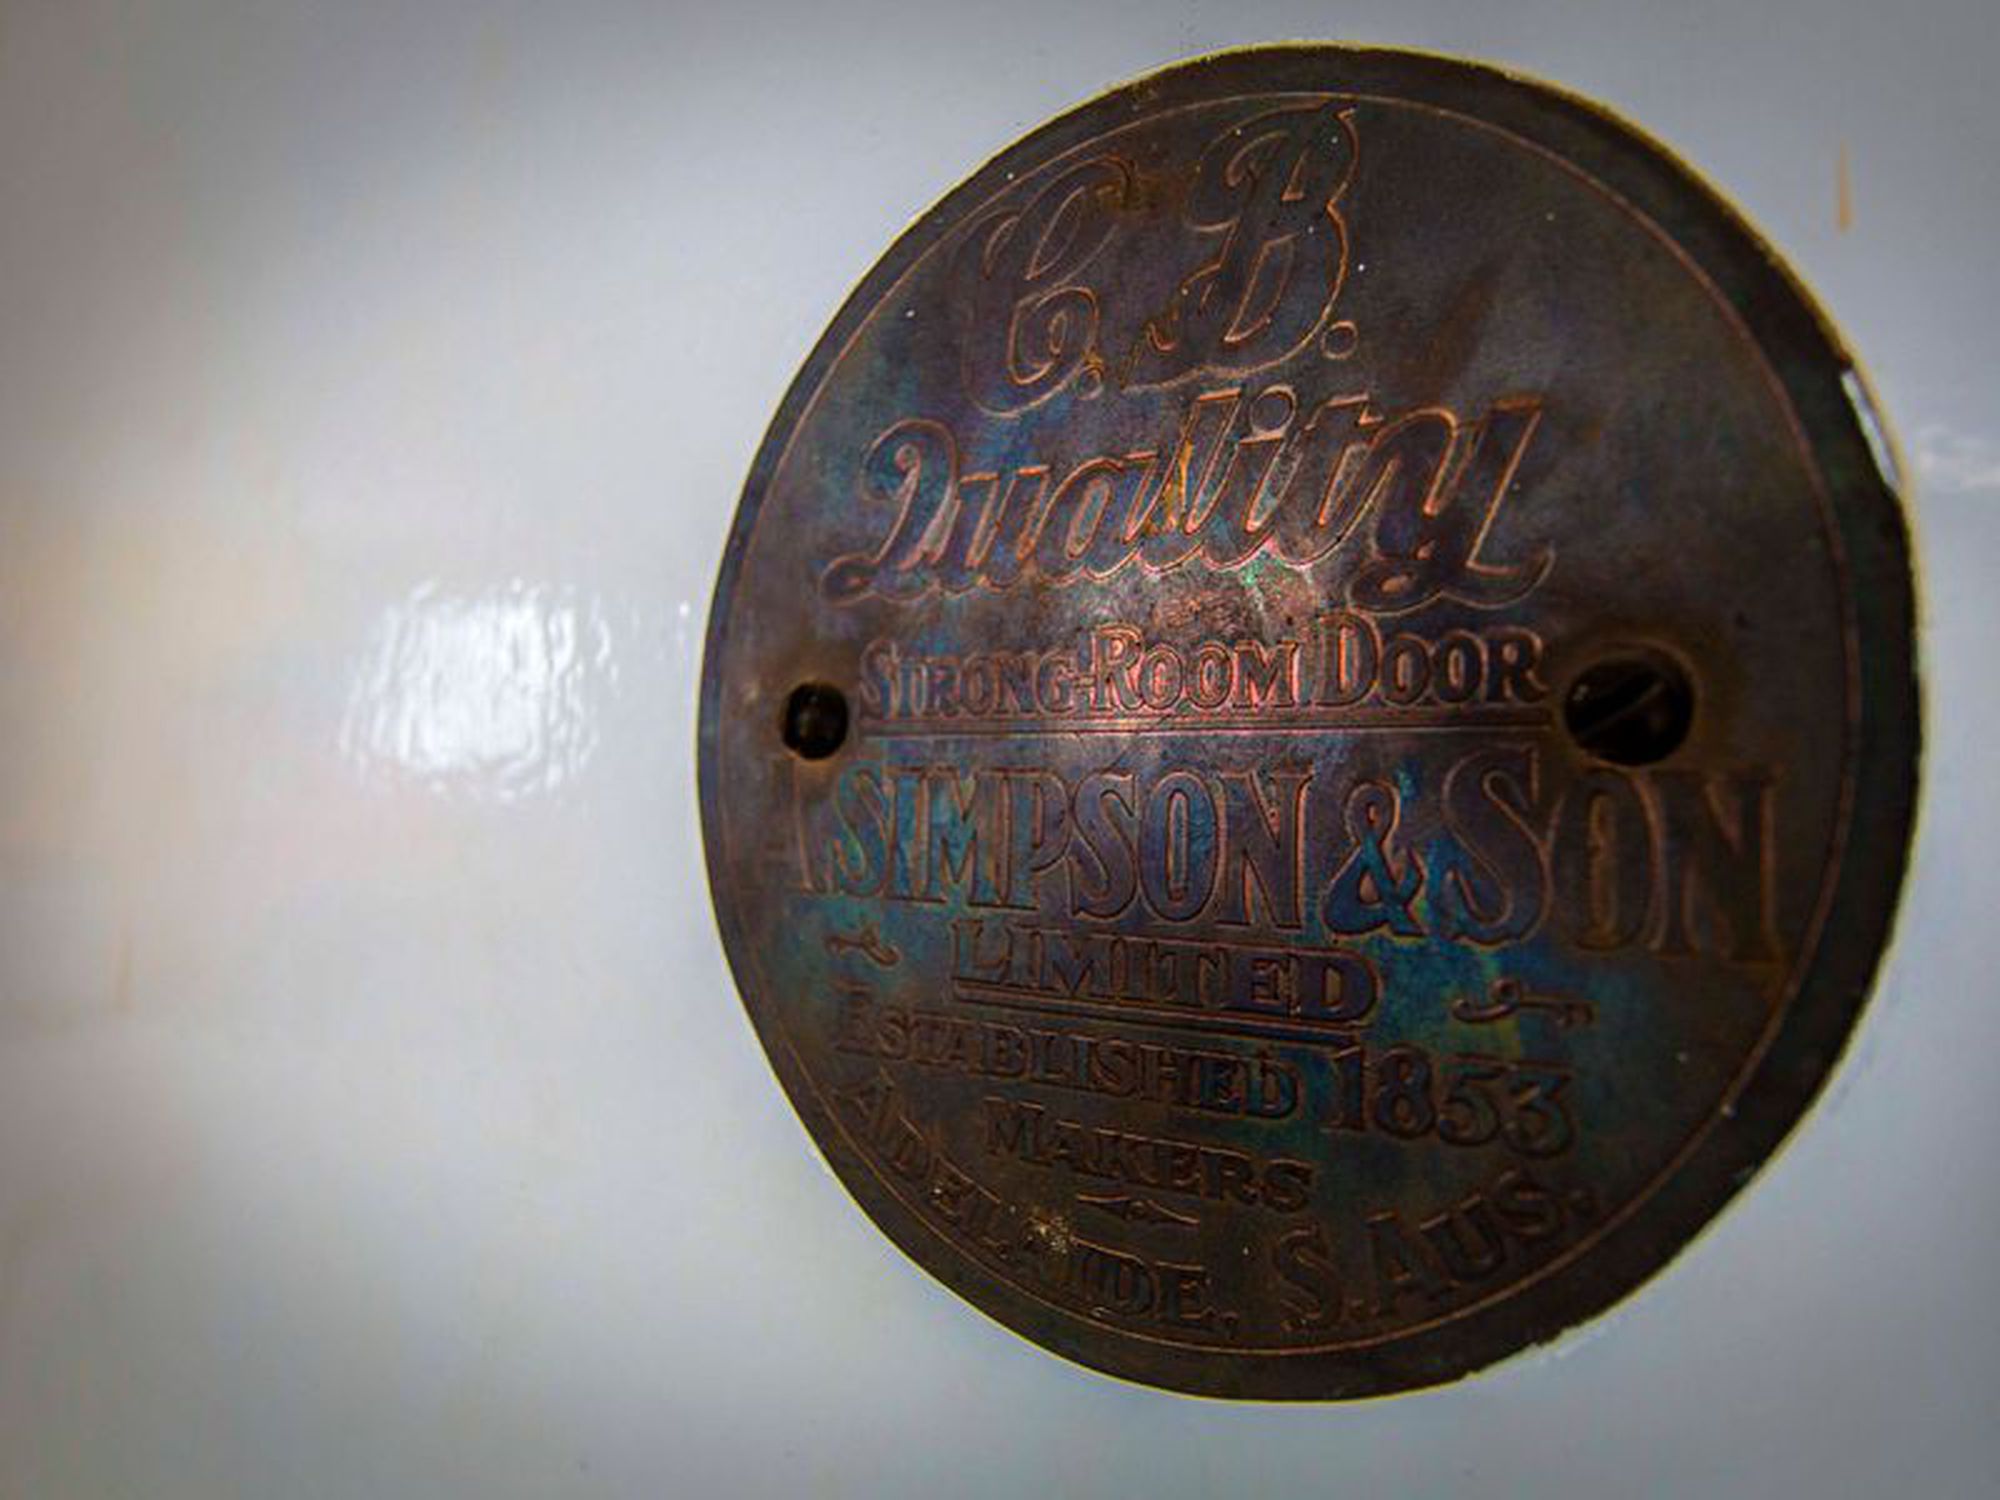 C.B.
Quality
STRONG-ROOM DOOR
A SIMPSON & SON
LIMITED
ESTABLISHED 1853
MAKERS
ADELAIDE, S. AUS.